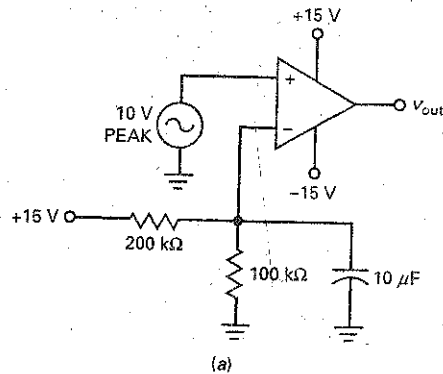 +15 V
+
v_out
10 V
PEAK
−
−15 V
+15 V
200 kΩ
100 kΩ
10 μF
(a)